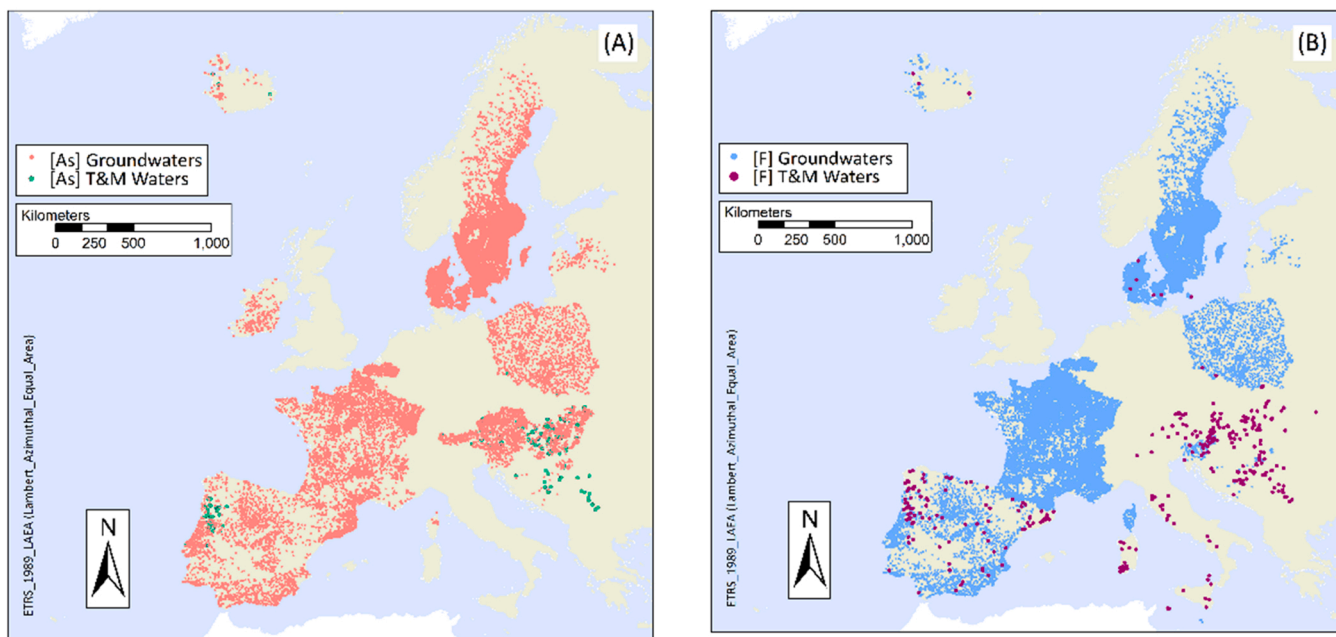 (A)
[As] Groundwaters
[As] T&M Waters
Kilometers
0 250 500 1,000
ETRS_1989_LAEA (Lambert_Azimuthal_Equal_Area)
N
(B)
[F] Groundwaters
[F] T&M Waters
Kilometers
0 250 500 1,000
ETRS_1989_LAEA (Lambert_Azimuthal_Equal_Area)
N